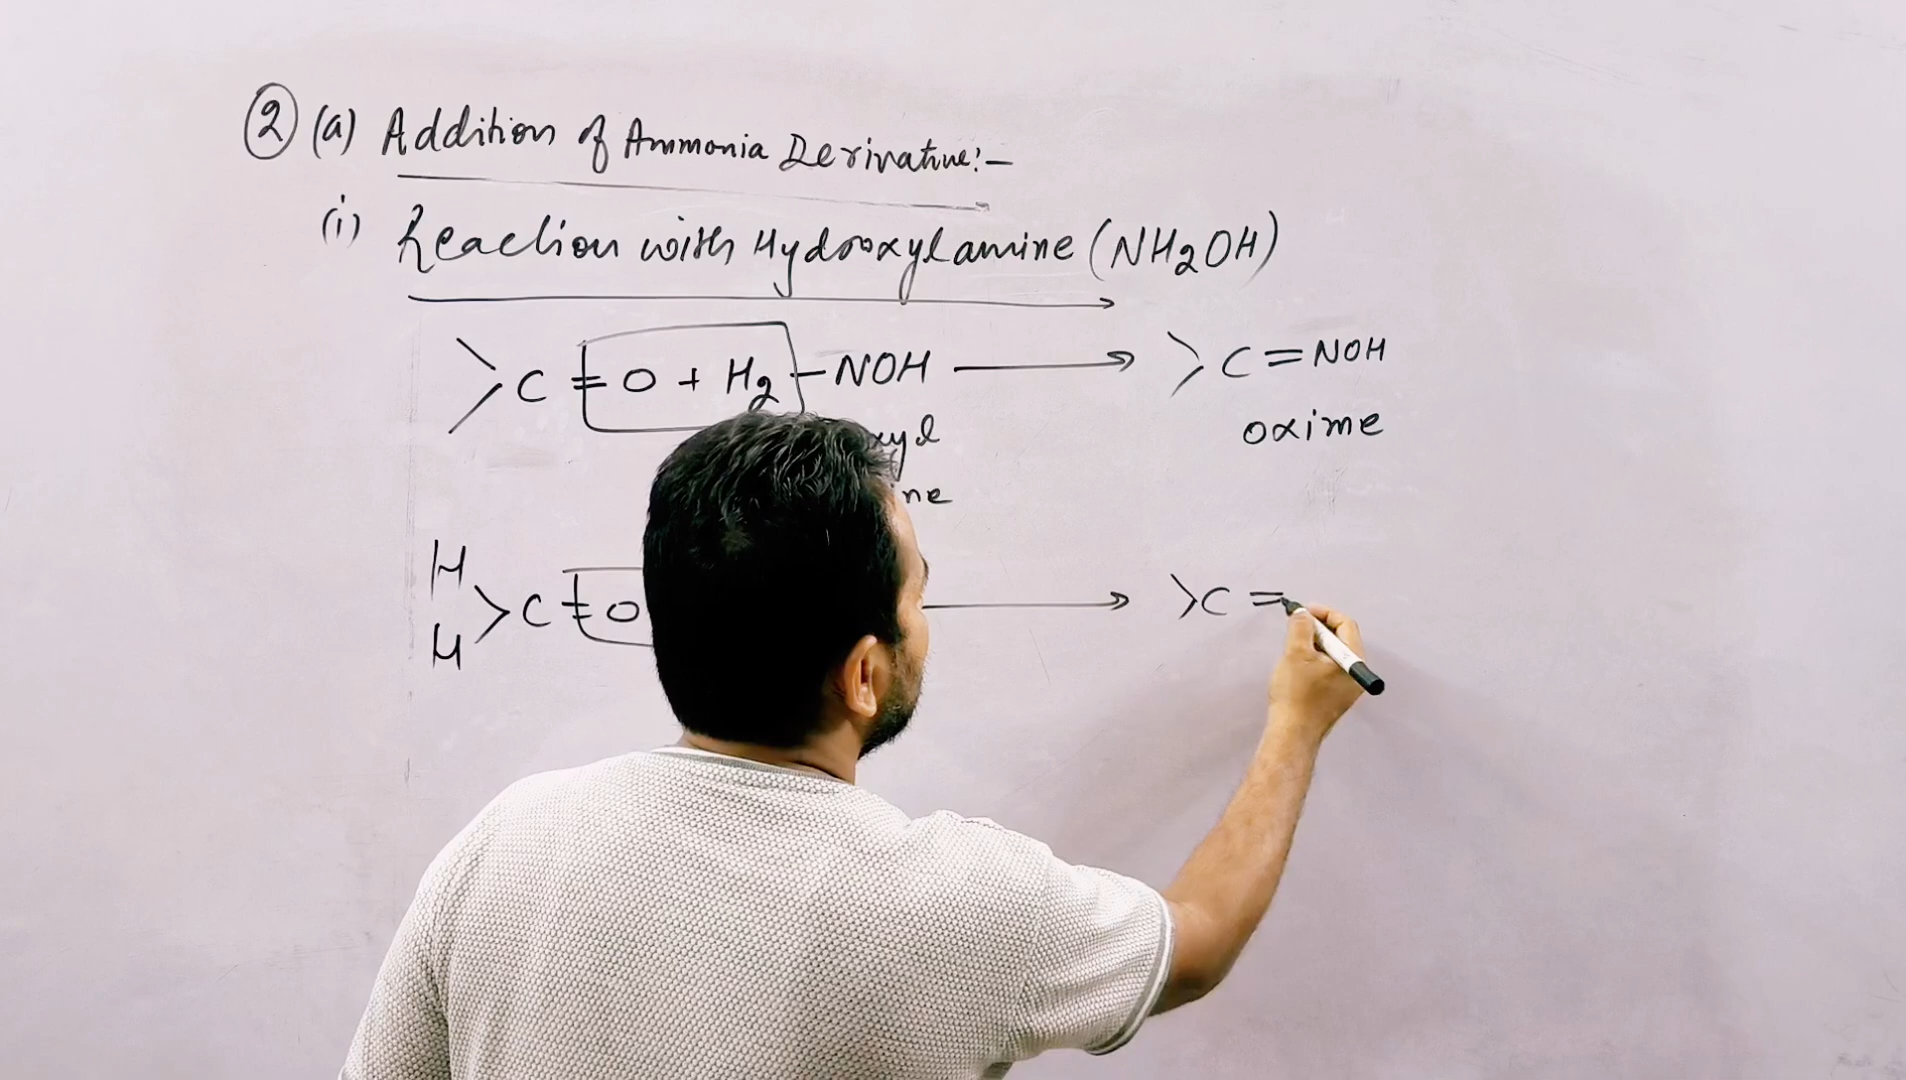 ② (a) Addition of Ammonia Derivative:-
(i) Reaction with Hydroxylamine (NH2OH)
>C=O + H2-NOH → >C=NOH
oxime
H
>C=O → >C=
H